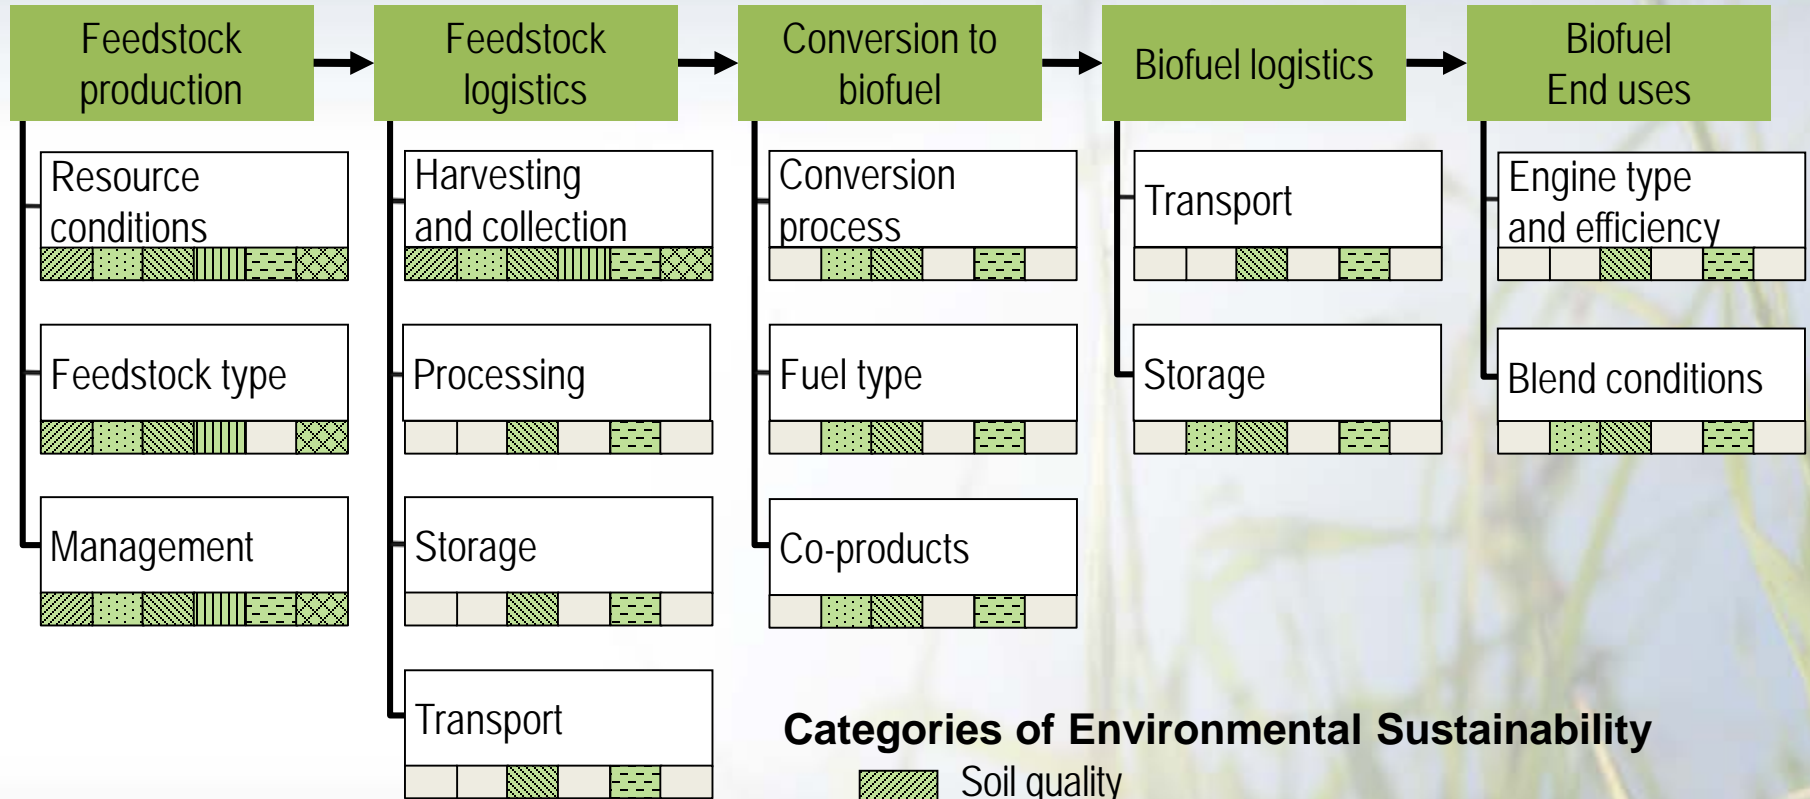 Feedstock
production
Feedstock
logistics
Conversion to
biofuel
Biofuel logistics
Biofuel
End uses
Resource
conditions
Feedstock type
Management
Harvesting
and collection
Processing
Storage
Transport
Conversion
process
Fuel type
Co-products
Transport
Storage
Engine type
and efficiency
Blend conditions
Categories of Environmental Sustainability
Soil quality